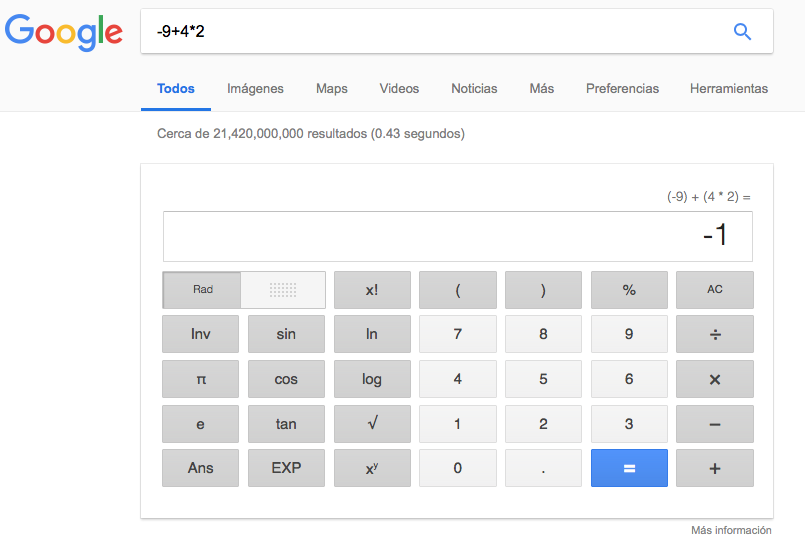 Google
-9+4*2
Todos Imágenes Maps Videos Noticias Más Preferencias Herramientas
Cerca de 21,420,000,000 resultados (0.43 segundos)
(-9) + (4 * 2) =
-1
Rad x! ( ) % AC
Inv sin ln 7 8 9 ÷
π cos log 4 5 6 ×
e tan √ 1 2 3 −
Ans EXP xʸ 0 . = +
Más información